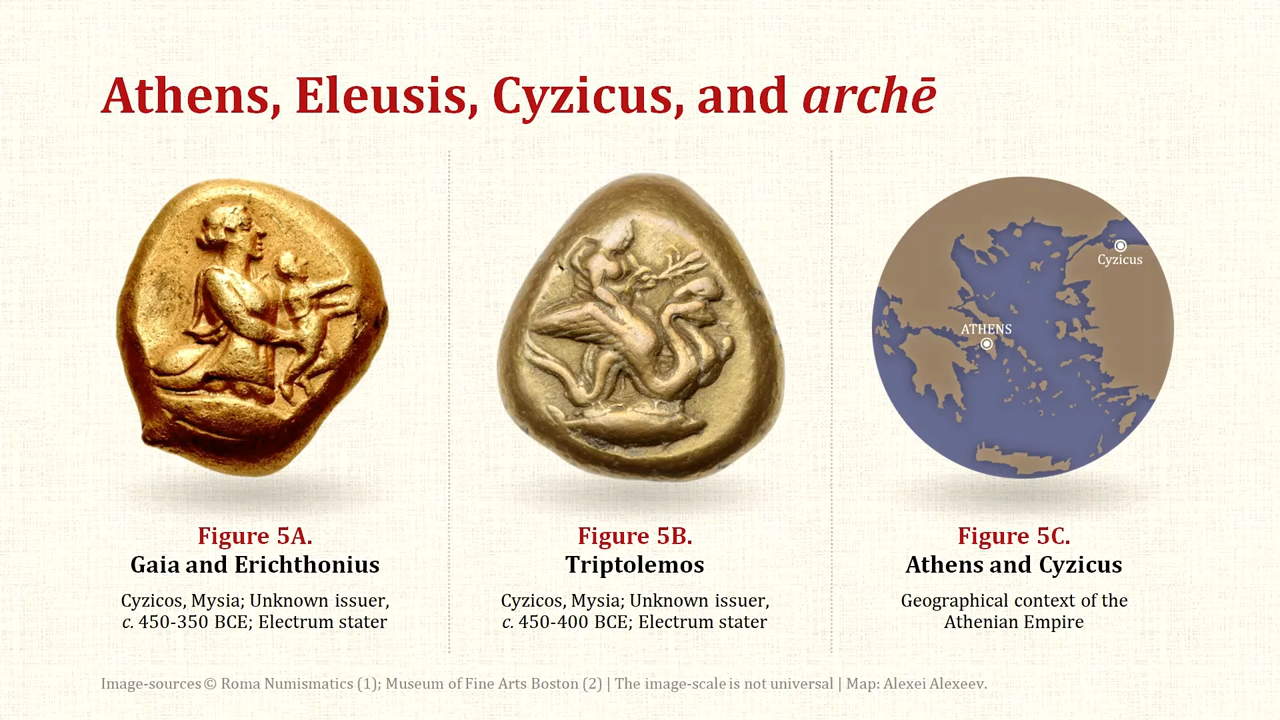 Athens, Eleusis, Cyzicus, and archē
Cyzicus
ATHENS
Figure 5A.
Gaia and Erichthonius
Cyzicos, Mysia; Unknown issuer,
c. 450-350 BCE; Electrum stater
Figure 5B.
Triptolemos
Cyzicos, Mysia; Unknown issuer,
c. 450-400 BCE; Electrum stater
Figure 5C.
Athens and Cyzicus
Geographical context of the
Athenian Empire
Image-sources © Roma Numismatics (1); Museum of Fine Arts Boston (2) | The image-scale is not universal | Map: Alexei Alexeev.